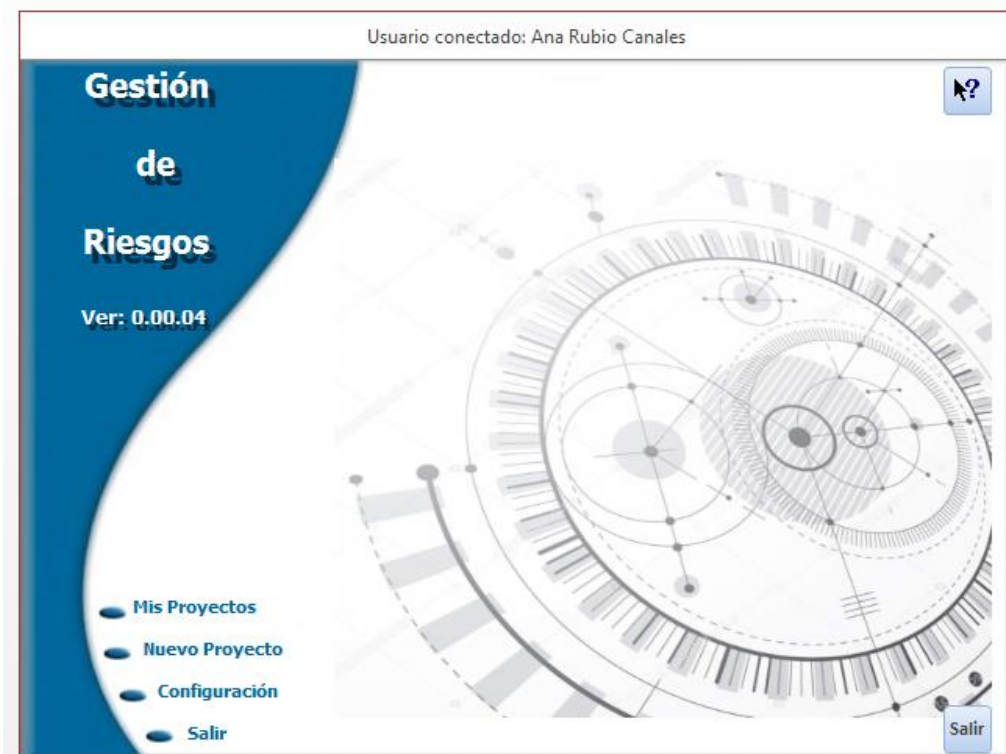 Usuario conectado: Ana Rubio Canales
Gestión
de
Riesgos
Ver: 0.00.04
?
Mis Proyectos
Nuevo Proyecto
Configuración
Salir
Salir